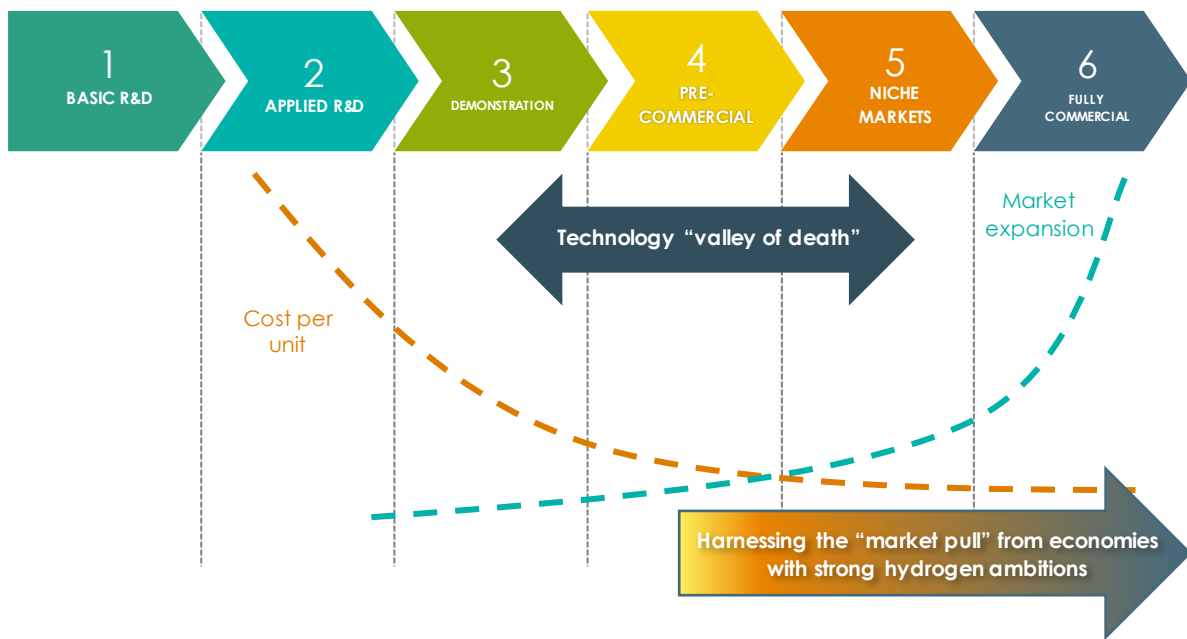 1
BASIC R&D
2
APPLIED R&D
3
DEMONSTRATION
4
PRE-
COMMERCIAL
5
NICHE
MARKETS
6
FULLY
COMMERCIAL
Market
expansion
Technology “valley of death”
Cost per
unit
Harnessing the “market pull” from economies
with strong hydrogen ambitions